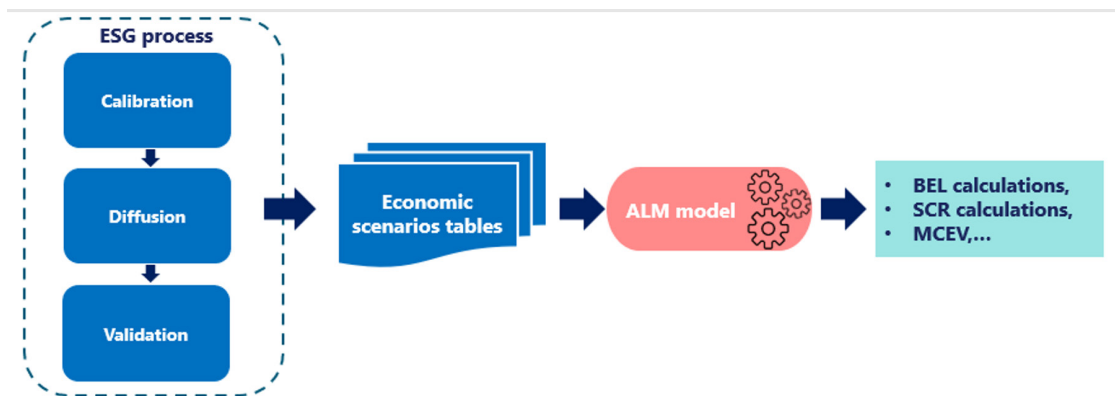 ESG process
Calibration
Diffusion
Validation
Economic
scenarios tables
ALM model
• BEL calculations,
• SCR calculations,
• MCEV,...